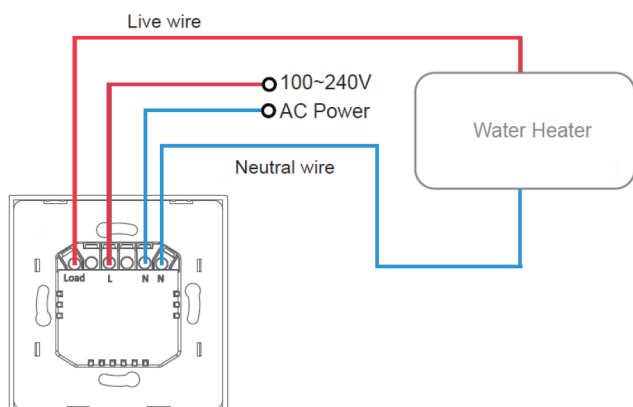 Live wire
100~240V
AC Power
Water Heater
Neutral wire
Load L N N